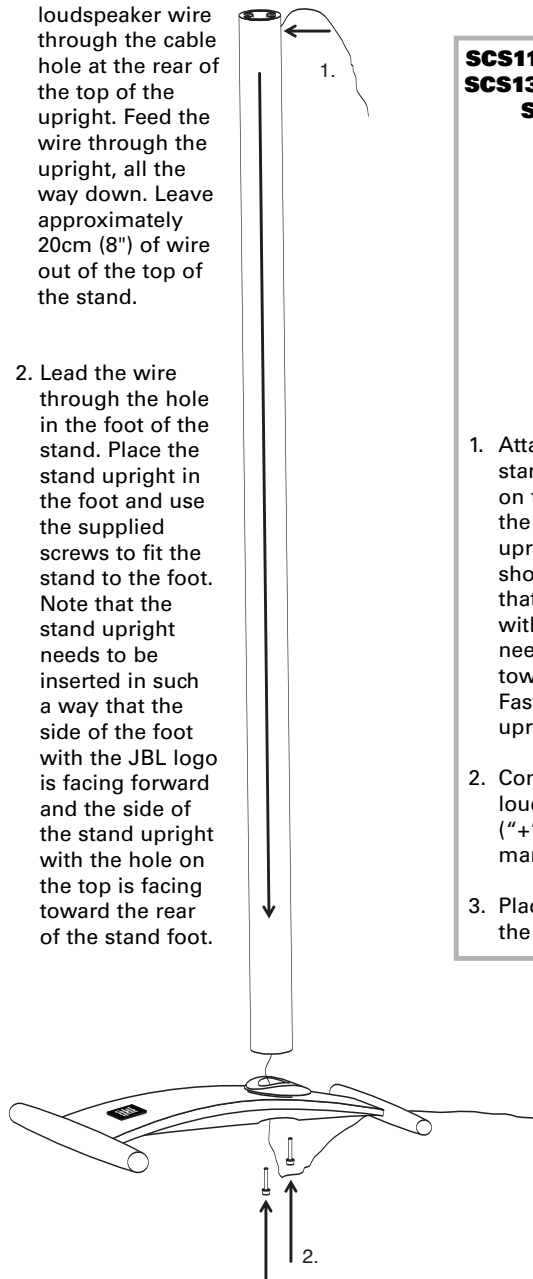 loudspeaker wire
through the cable
hole at the rear of
the top of the
upright. Feed the
wire through the
upright, all the
way down. Leave
approximately
20cm (8") of wire
out of the top of
the stand.
2. Lead the wire
through the hole
in the foot of the
stand. Place the
stand upright in
the foot and use
the supplied
screws to fit the
stand to the foot.
Note that the
stand upright
needs to be
inserted in such
a way that the
side of the foot
with the JBL logo
is facing forward
and the side of
the stand upright
with the hole on
the top is facing
toward the rear
of the stand foot.
1.
2.
SCS11
SCS13
S
1. Atta
star
on t
the
upr
sho
that
with
nee
tow
Fast
upr
2. Cor
loud
("+"
mar
3. Plac
the